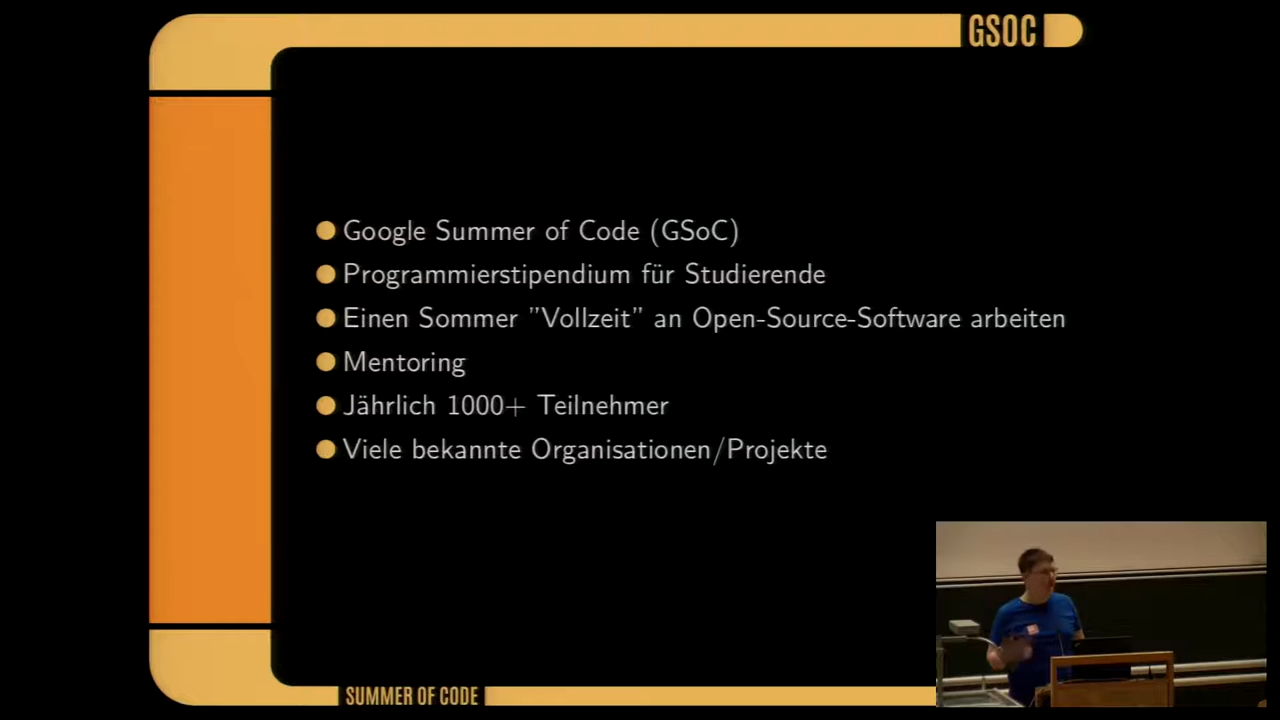 GSOC
Google Summer of Code (GSoC)
Programmierstipendium für Studierende
Einen Sommer ”Vollzeit” an Open-Source-Software arbeiten
Mentoring
Jährlich 1000+ Teilnehmer
Viele bekannte Organisationen/Projekte
SUMMER OF CODE